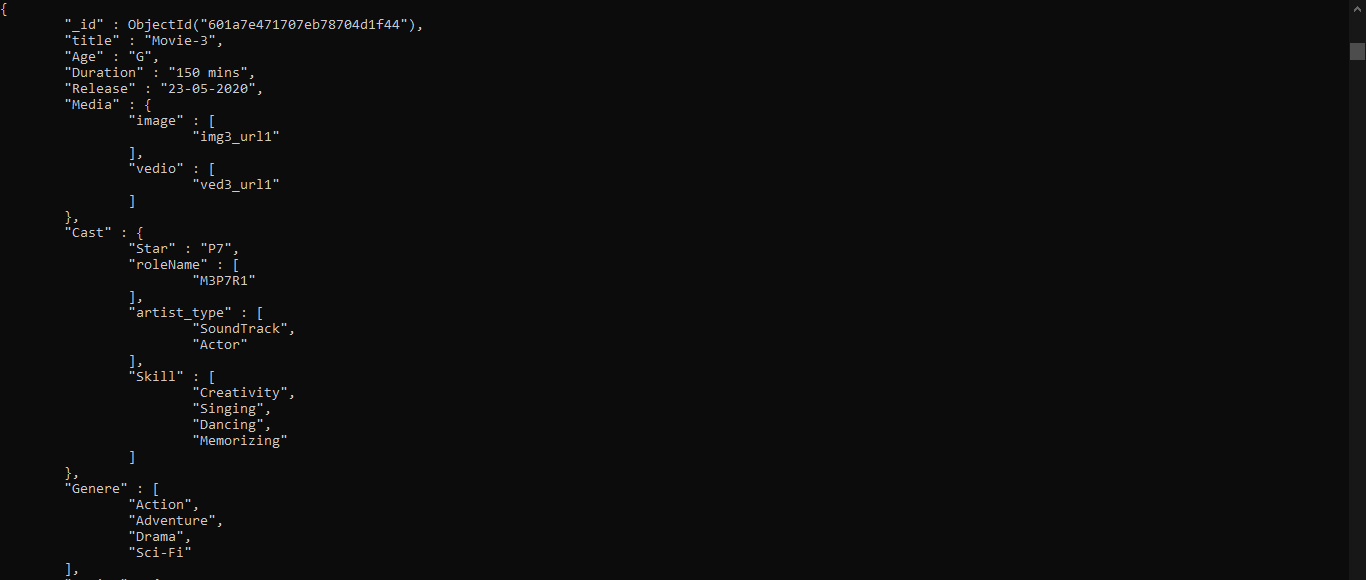 {
"_id" : ObjectId("601a7e471707eb78704d1f44"),
"title" : "Movie-3",
"Age" : "G",
"Duration" : "150 mins",
"Release" : "23-05-2020",
"Media" : {
"image" : [
"img3_url1"
],
"vedio" : [
"ved3_url1"
]
},
"Cast" : {
"Star" : "P7",
"roleName" : [
"M3P7R1"
],
"artist_type" : [
"SoundTrack",
"Actor"
],
"Skill" : [
"Creativity",
"Singing",
"Dancing",
"Memorizing"
]
},
"Genere" : [
"Action",
"Adventure",
"Drama",
"Sci-Fi"
],